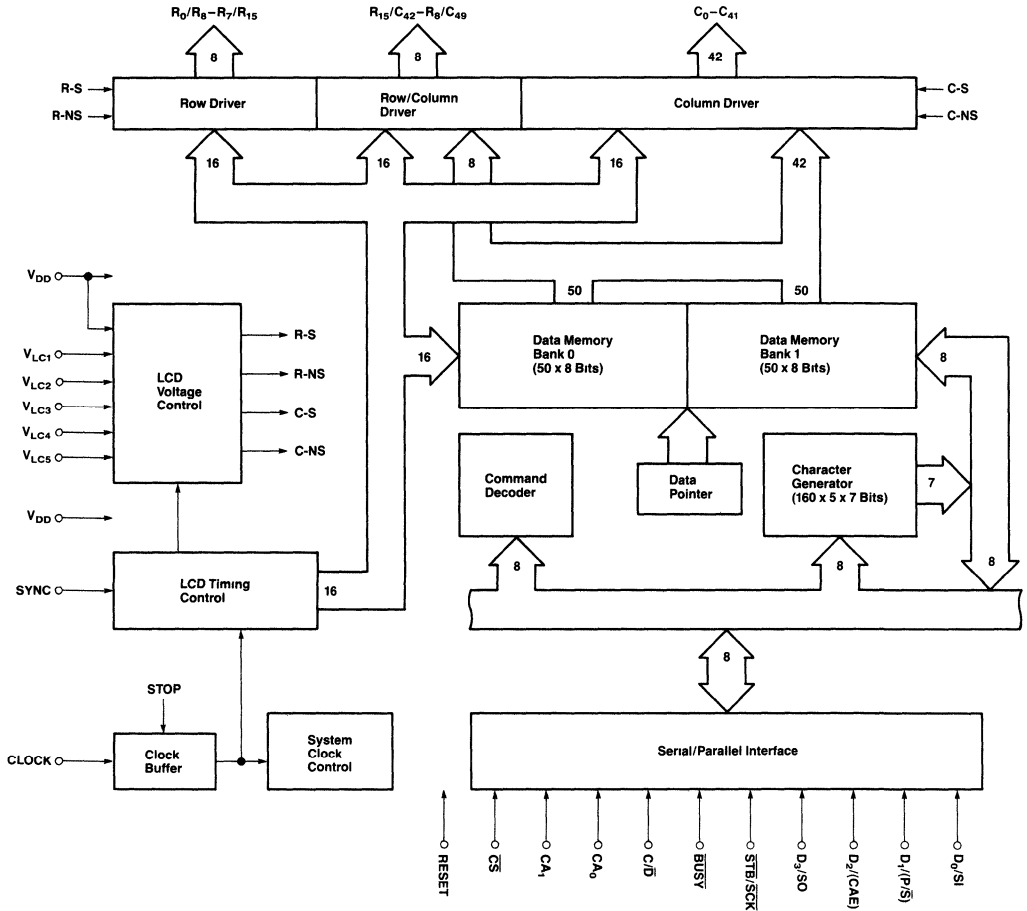 R0/R8–R7/R15
R15/C42–R8/C49
C0–C41
8
8
42
R-S
R-NS
Row Driver
Row/Column
Driver
Column Driver
C-S
C-NS
16
16
8
16
42
VDD
VLC1
VLC2
VLC3
VLC4
VLC5
LCD
Voltage
Control
R-S
R-NS
C-S
C-NS
50
50
16
Data Memory
Bank 0
(50 x 8 Bits)
Data Memory
Bank 1
(50 x 8 Bits)
8
Command
Decoder
Data
Pointer
Character
Generator
(160 x 5 x 7 Bits)
7
VDD
SYNC
LCD Timing
Control
16
8
8
8
8
STOP
CLOCK
Clock
Buffer
System
Clock
Control
Serial/Parallel Interface
RESET
C̅S̅
CA1
CA0
C/D̅
B̅U̅S̅Y̅
S̅T̅B̅/S̅C̅K̅
D3/SO
D2/(CAE)
D1/(P/S̅)
D0/SI